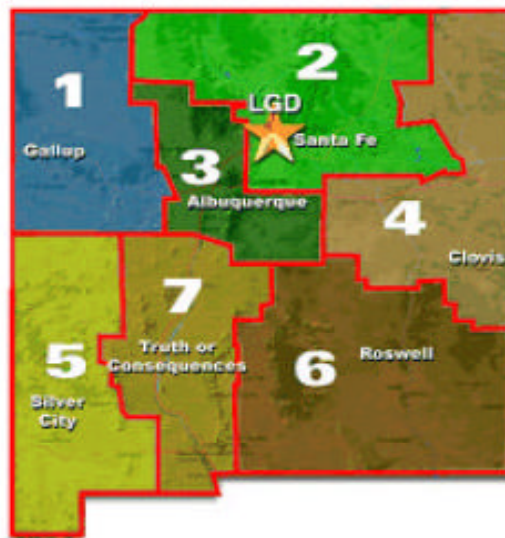 1
2
LGD
Gallup
Santa Fe
3
Albuquerque
4
Clovis
7
5
Truth or
Consequences
6
Roswell
Silver
City